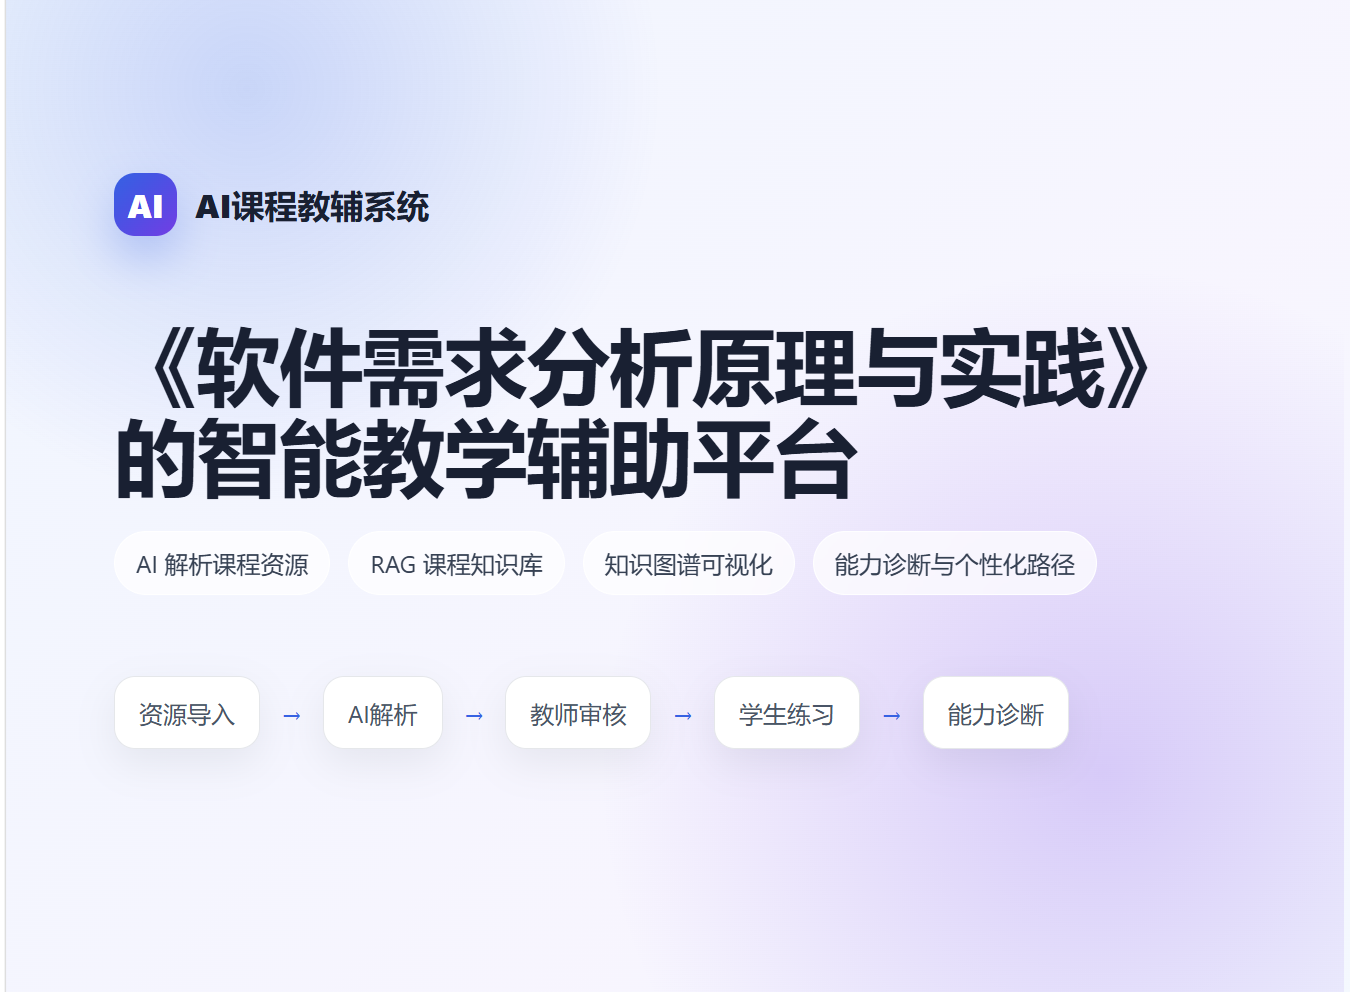 AI AI课程教辅系统
《软件需求分析原理与实践》
的智能教学辅助平台
AI 解析课程资源 RAG 课程知识库 知识图谱可视化 能力诊断与个性化路径
资源导入 → AI解析 → 教师审核 → 学生练习 → 能力诊断